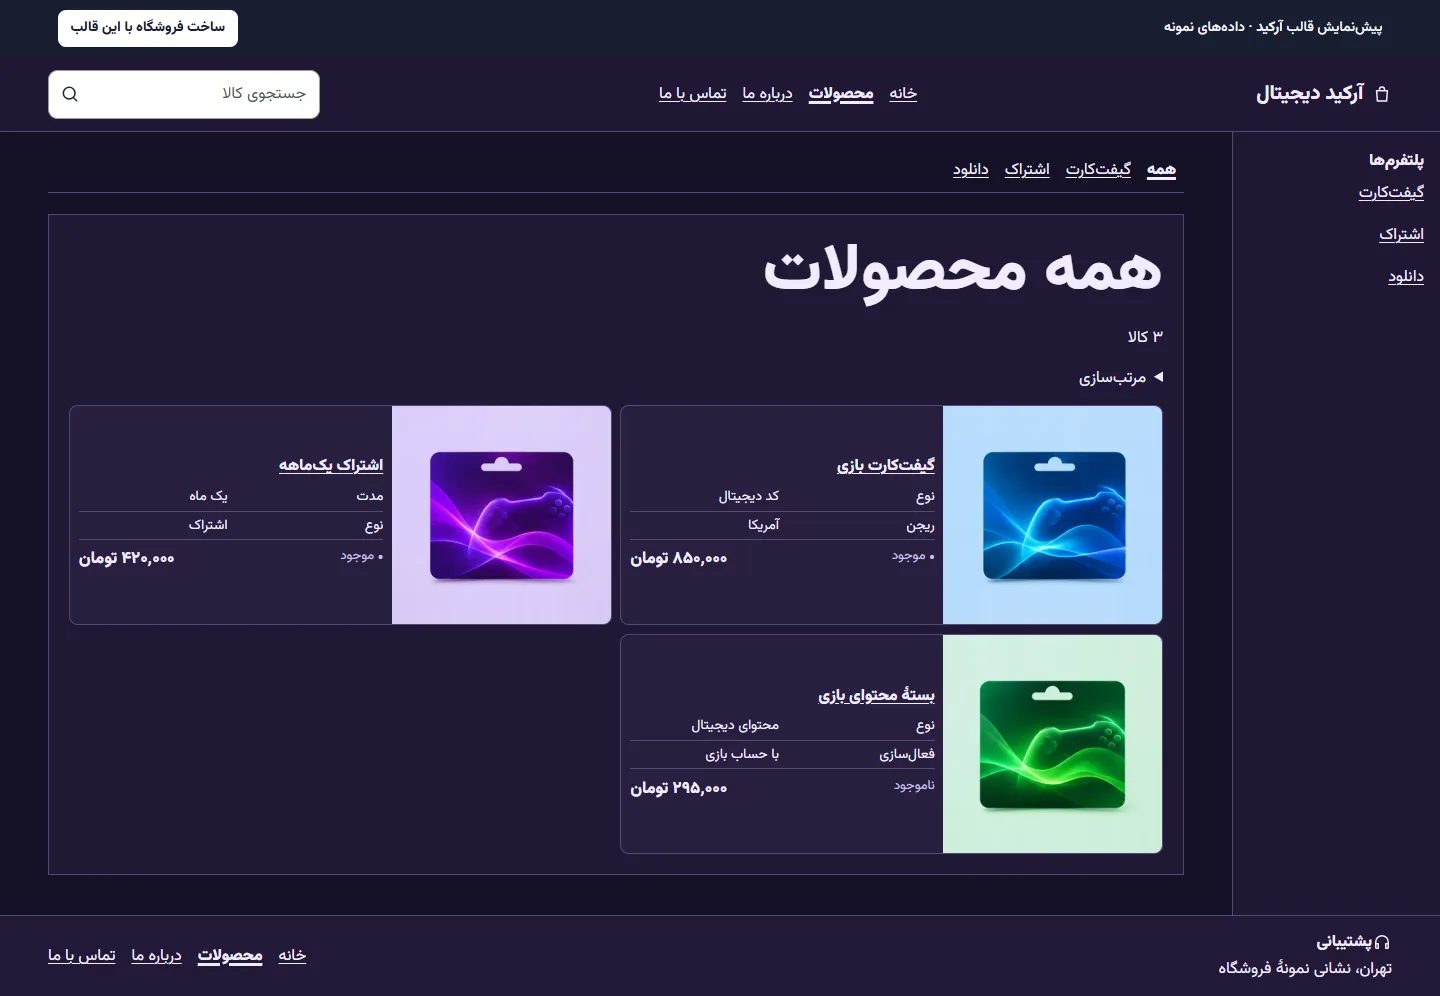 پیش‌نمایش قالب آرکید · داده‌های نمونه
ساخت فروشگاه با این قالب
آرکید دیجیتال
خانه
محصولات
درباره ما
تماس با ما
جستجوی کالا
پلتفرم‌ها
گیفت‌کارت
اشتراک
دانلود
همه
گیفت‌کارت
اشتراک
دانلود
همه محصولات
۳ کالا
مرتب‌سازی
گیفت‌کارت بازی
نوع کد دیجیتال
ریجن آمریکا
• موجود ۸۵۰,۰۰۰ تومان
اشتراک یک‌ماهه
مدت یک ماه
نوع اشتراک
• موجود ۴۲۰,۰۰۰ تومان
بستهٔ محتوای بازی
نوع محتوای دیجیتال
فعال‌سازی با حساب بازی
ناموجود ۲۹۵,۰۰۰ تومان
پشتیبانی
تهران، نشانی نمونهٔ فروشگاه
خانه
محصولات
درباره ما
تماس با ما